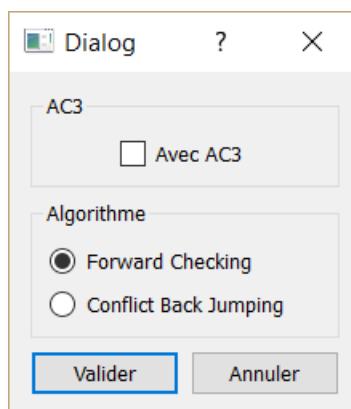 Dialog ?
AC3
Avec AC3
Algorithme
Forward Checking
Conflict Back Jumping
Valider Annuler